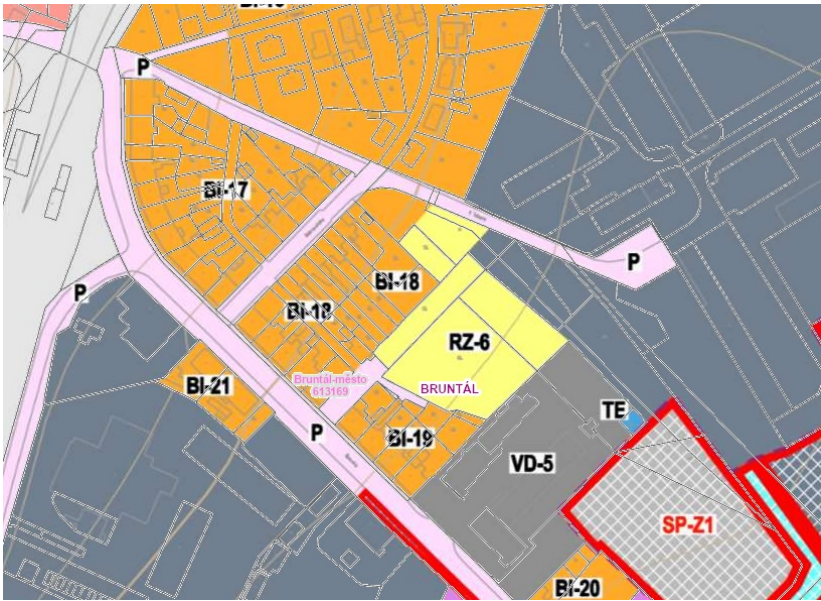 P
BI-17
P
P
BI-18
BI-18
RZ-6
BI-21
Bruntál-město
613169
BRUNTÁL
TE
P
BI-19
VD-5
SP-Z1
BI-20